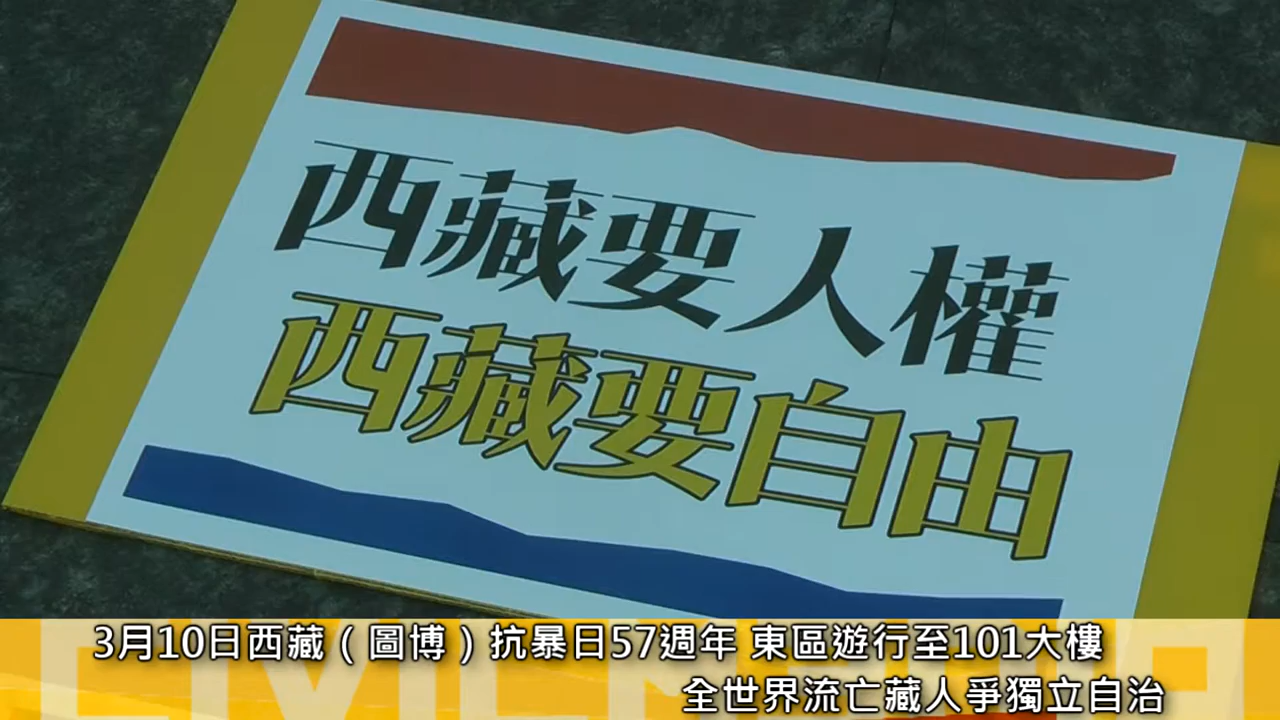 西藏要人權
西藏要自由
3月10日西藏(圖博)抗暴日57週年 東區遊行至101大樓
全世界流亡藏人爭獨立自治